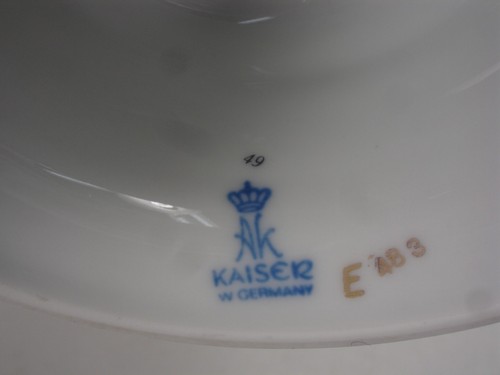 49
AK
KAISER
W GERMANY
E 483